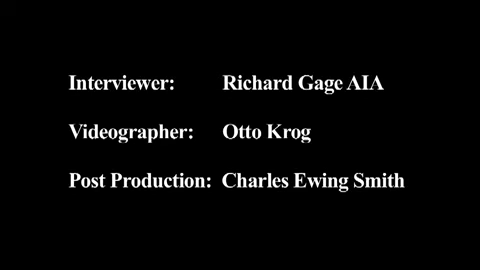 Interviewer: Richard Gage AIA
Videographer: Otto Krog
Post Production: Charles Ewing Smith